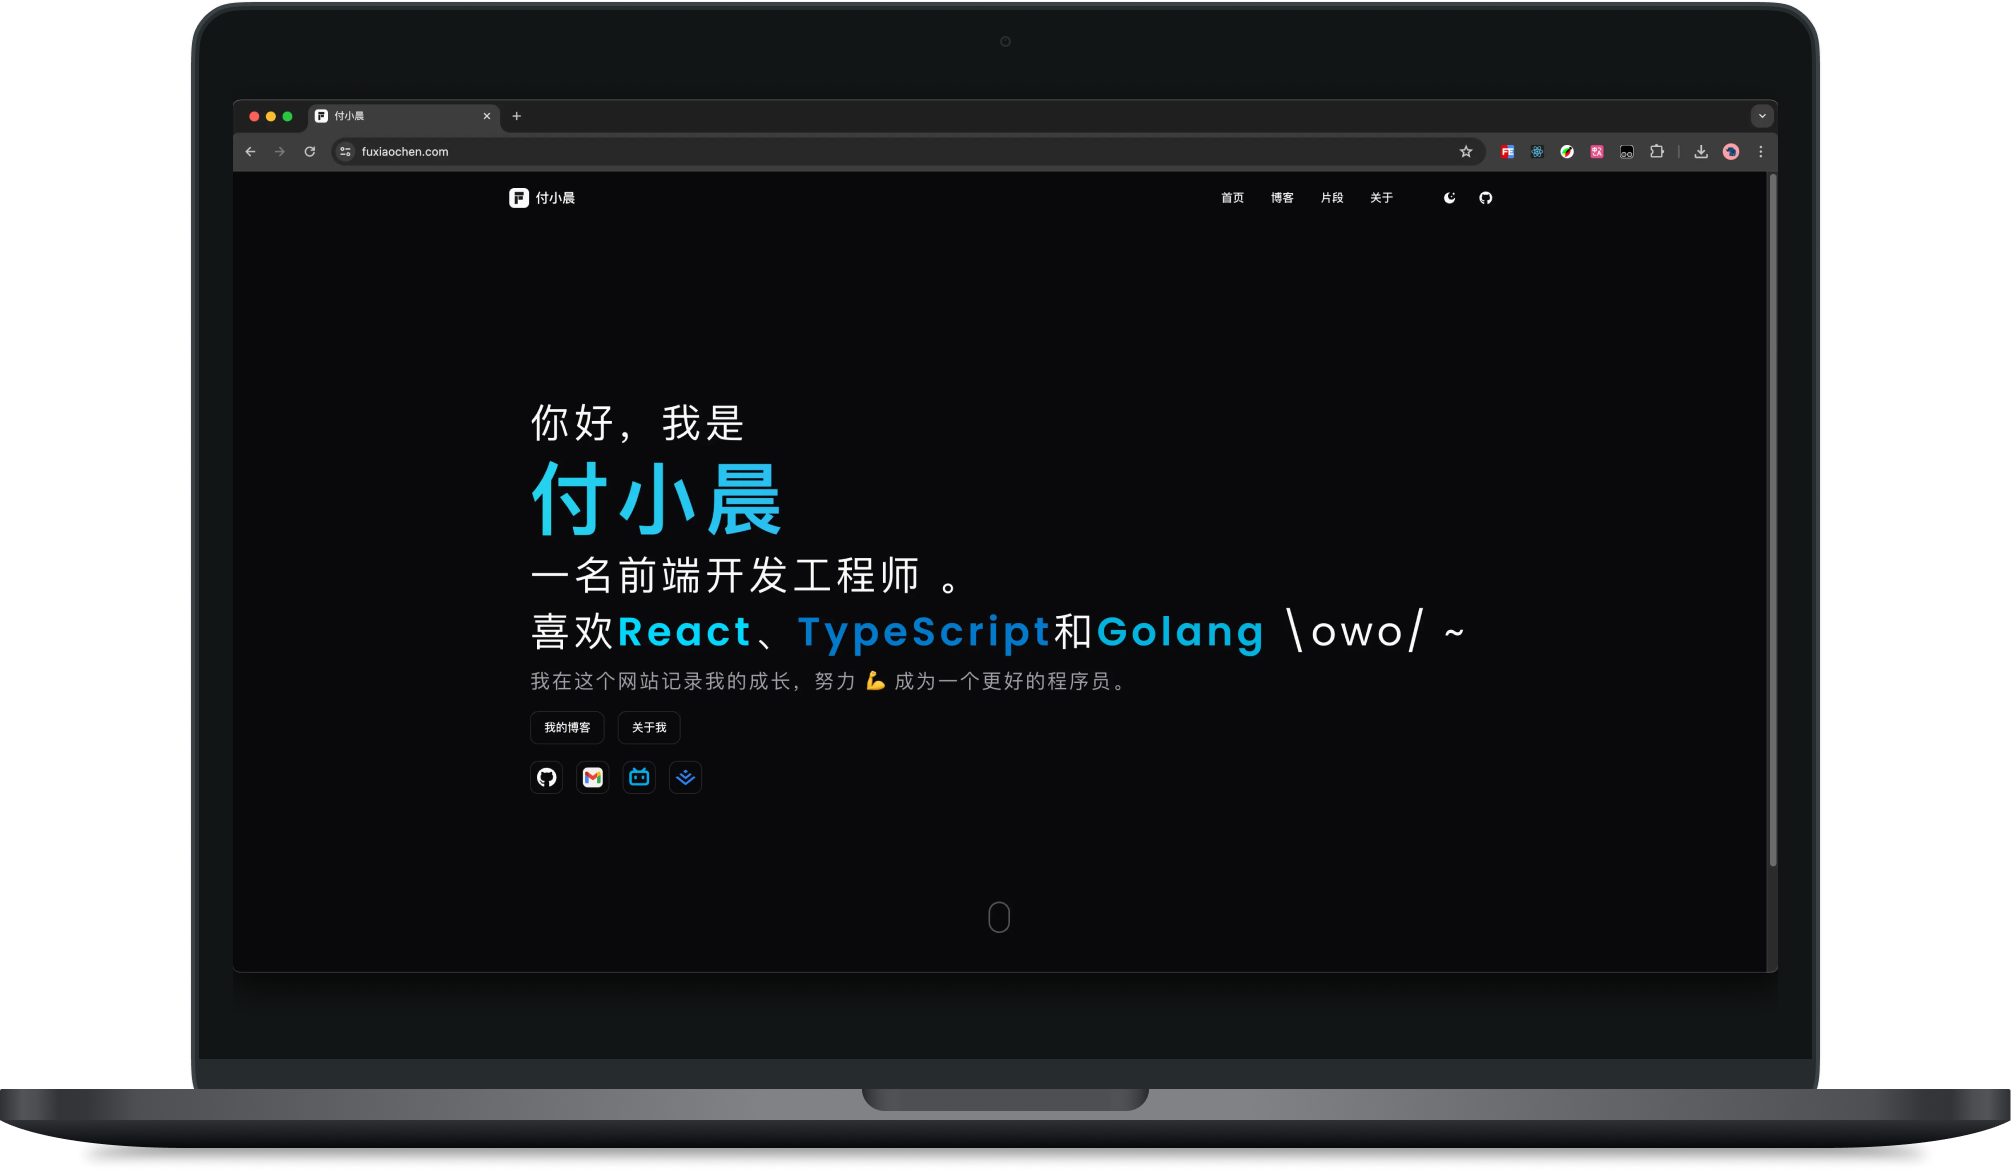 付小晨
fuxiaochen.com
付小晨
首页 博客 片段 关于
你好，我是
付小晨
一名前端开发工程师 。
喜欢React、TypeScript和Golang \owo/ ~
我在这个网站记录我的成长，努力 💪 成为一个更好的程序员。
我的博客 关于我